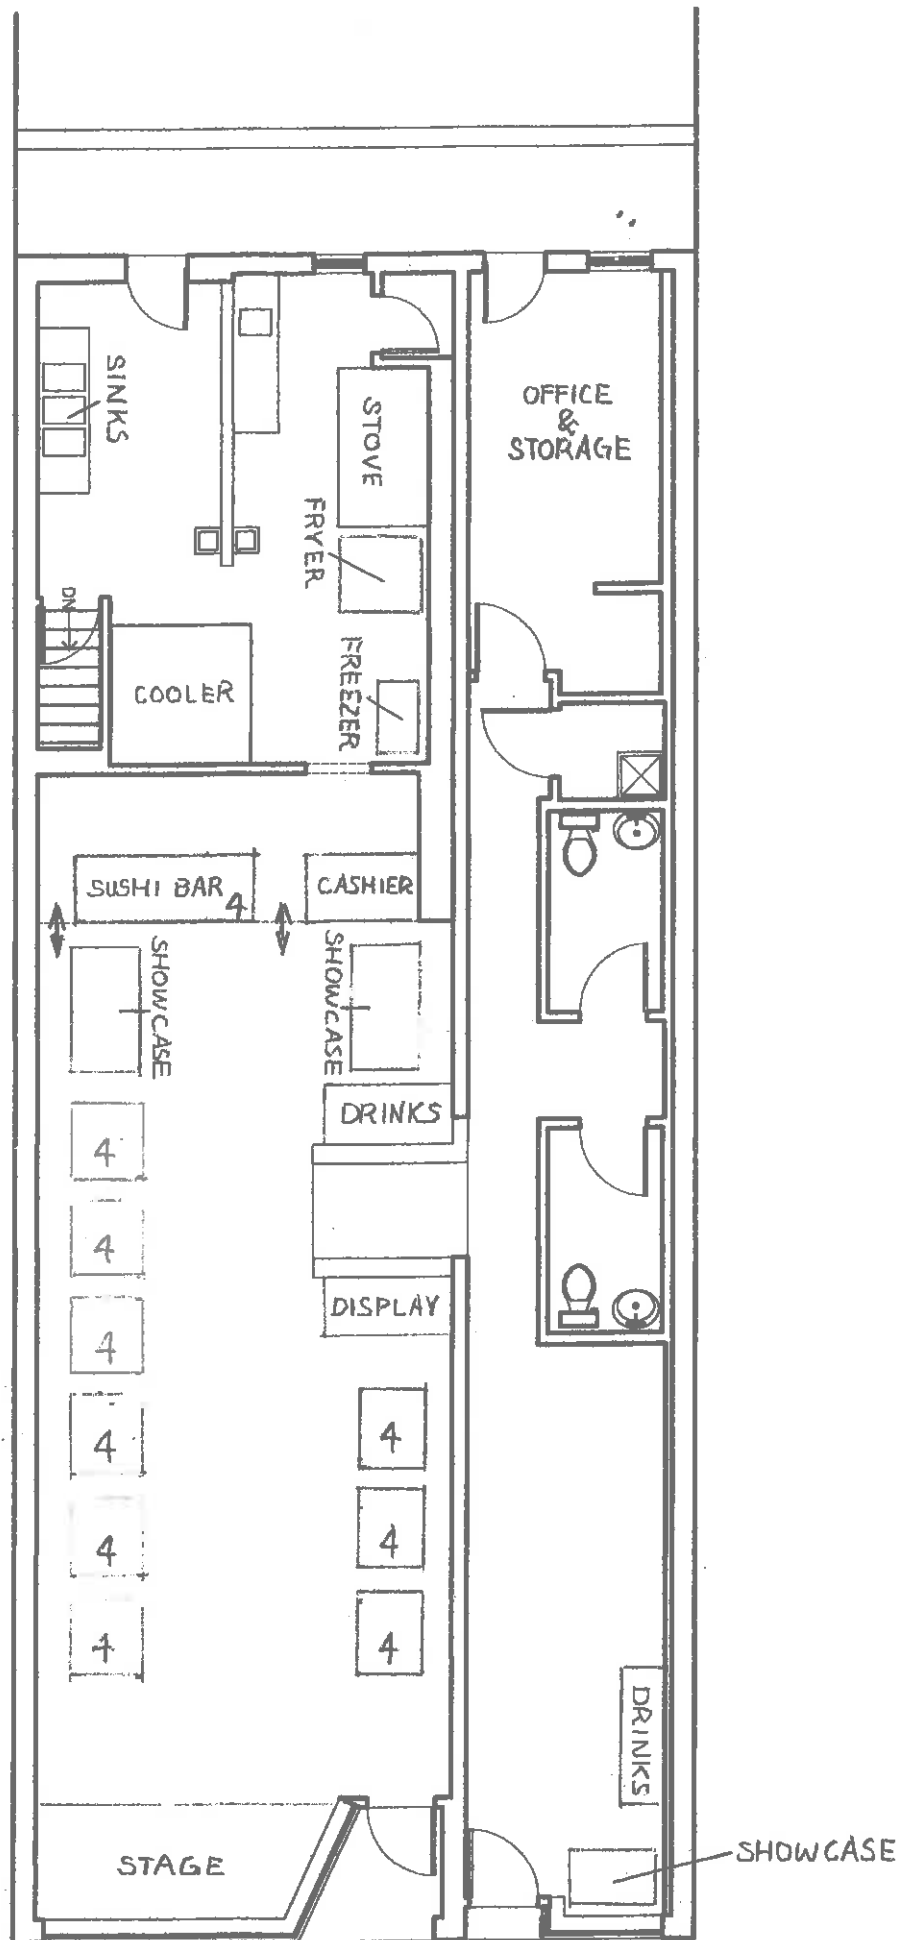 OFFICE
&
STORAGE
SINKS
STOVE
FRYER
DN
FREEZER
COOLER
SUSHI BAR
4
CASHIER
SHOWCASE
SHOWCASE
DRINKS
4
4
DISPLAY
4
4
4
4
4
4
4
DRINKS
STAGE
SHOWCASE